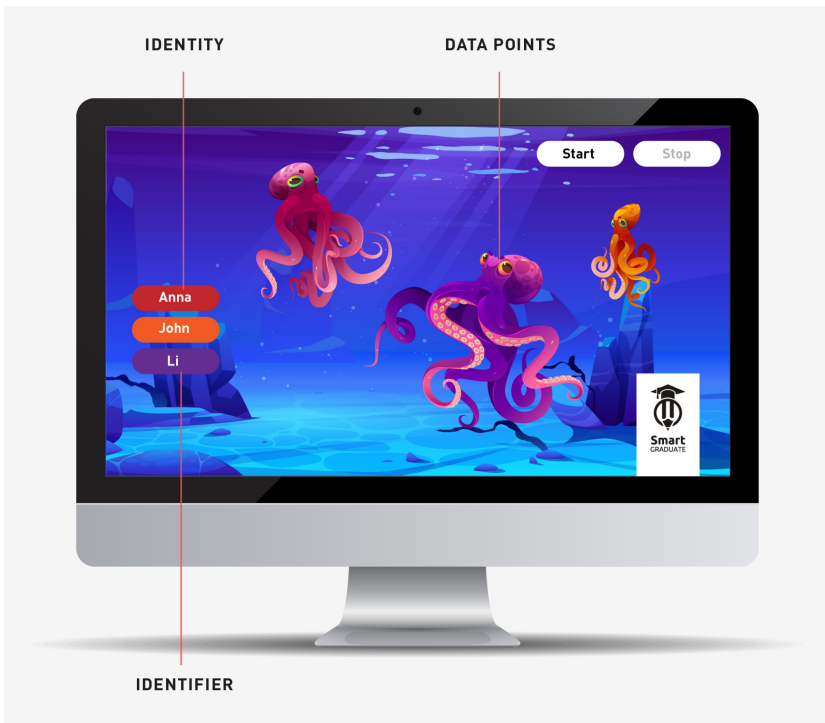 IDENTITY
DATA POINTS
Start
Stop
Anna
John
Li
Smart
GRADUATE
IDENTIFIER